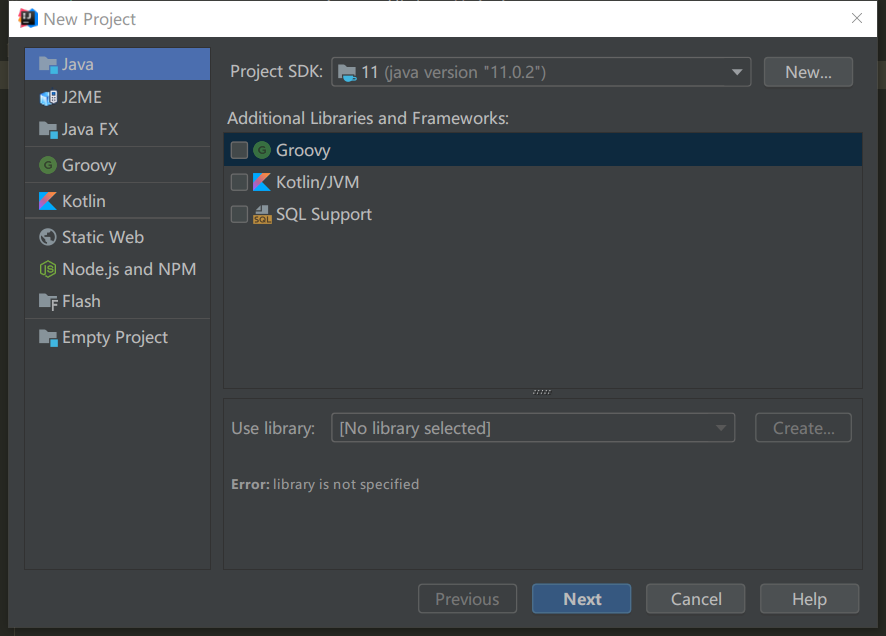 New Project
Java
J2ME
Java FX
Groovy
Kotlin
Static Web
Node.js and NPM
Flash
Empty Project
Project SDK: 11 (java version "11.0.2") New...
Additional Libraries and Frameworks:
Groovy
Kotlin/JVM
SQL Support
Use library: [No library selected] Create...
Error: library is not specified
Previous Next Cancel Help